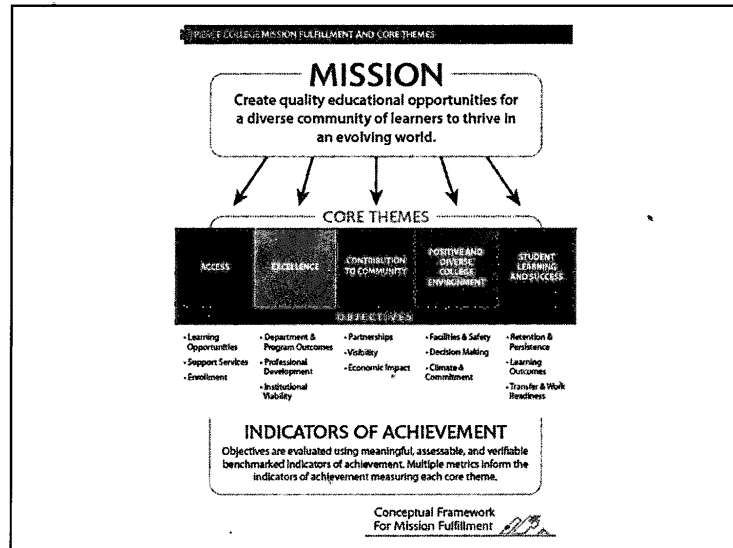 PIERCE COLLEGE MISSION FULFILLMENT AND CORE THEMES
MISSION
Create quality educational opportunities for
a diverse community of learners to thrive in
an evolving world.
CORE THEMES
ACCESS
EXCELLENCE
CONTRIBUTION
TO COMMUNITY
POSITIVE AND
DIVERSE
COLLEGE
ENVIRONMENT
STUDENT
LEARNING
AND SUCCESS
OBJECTIVES
• Learning
Opportunities
• Support Services
• Enrollment
• Department &
Program Outcomes
• Professional
Development
• Institutional
Viability
• Partnerships
• Visibility
• Economic Impact
• Facilities & Safety
• Decision Making
• Climate &
Commitment
• Retention &
Persistence
• Learning
Outcomes
• Transfer & Work
Readiness
INDICATORS OF ACHIEVEMENT
Objectives are evaluated using meaningful, assessable, and verifiable
benchmarked indicators of achievement. Multiple metrics inform the
indicators of achievement measuring each core theme.
Conceptual Framework
For Mission Fulfillment